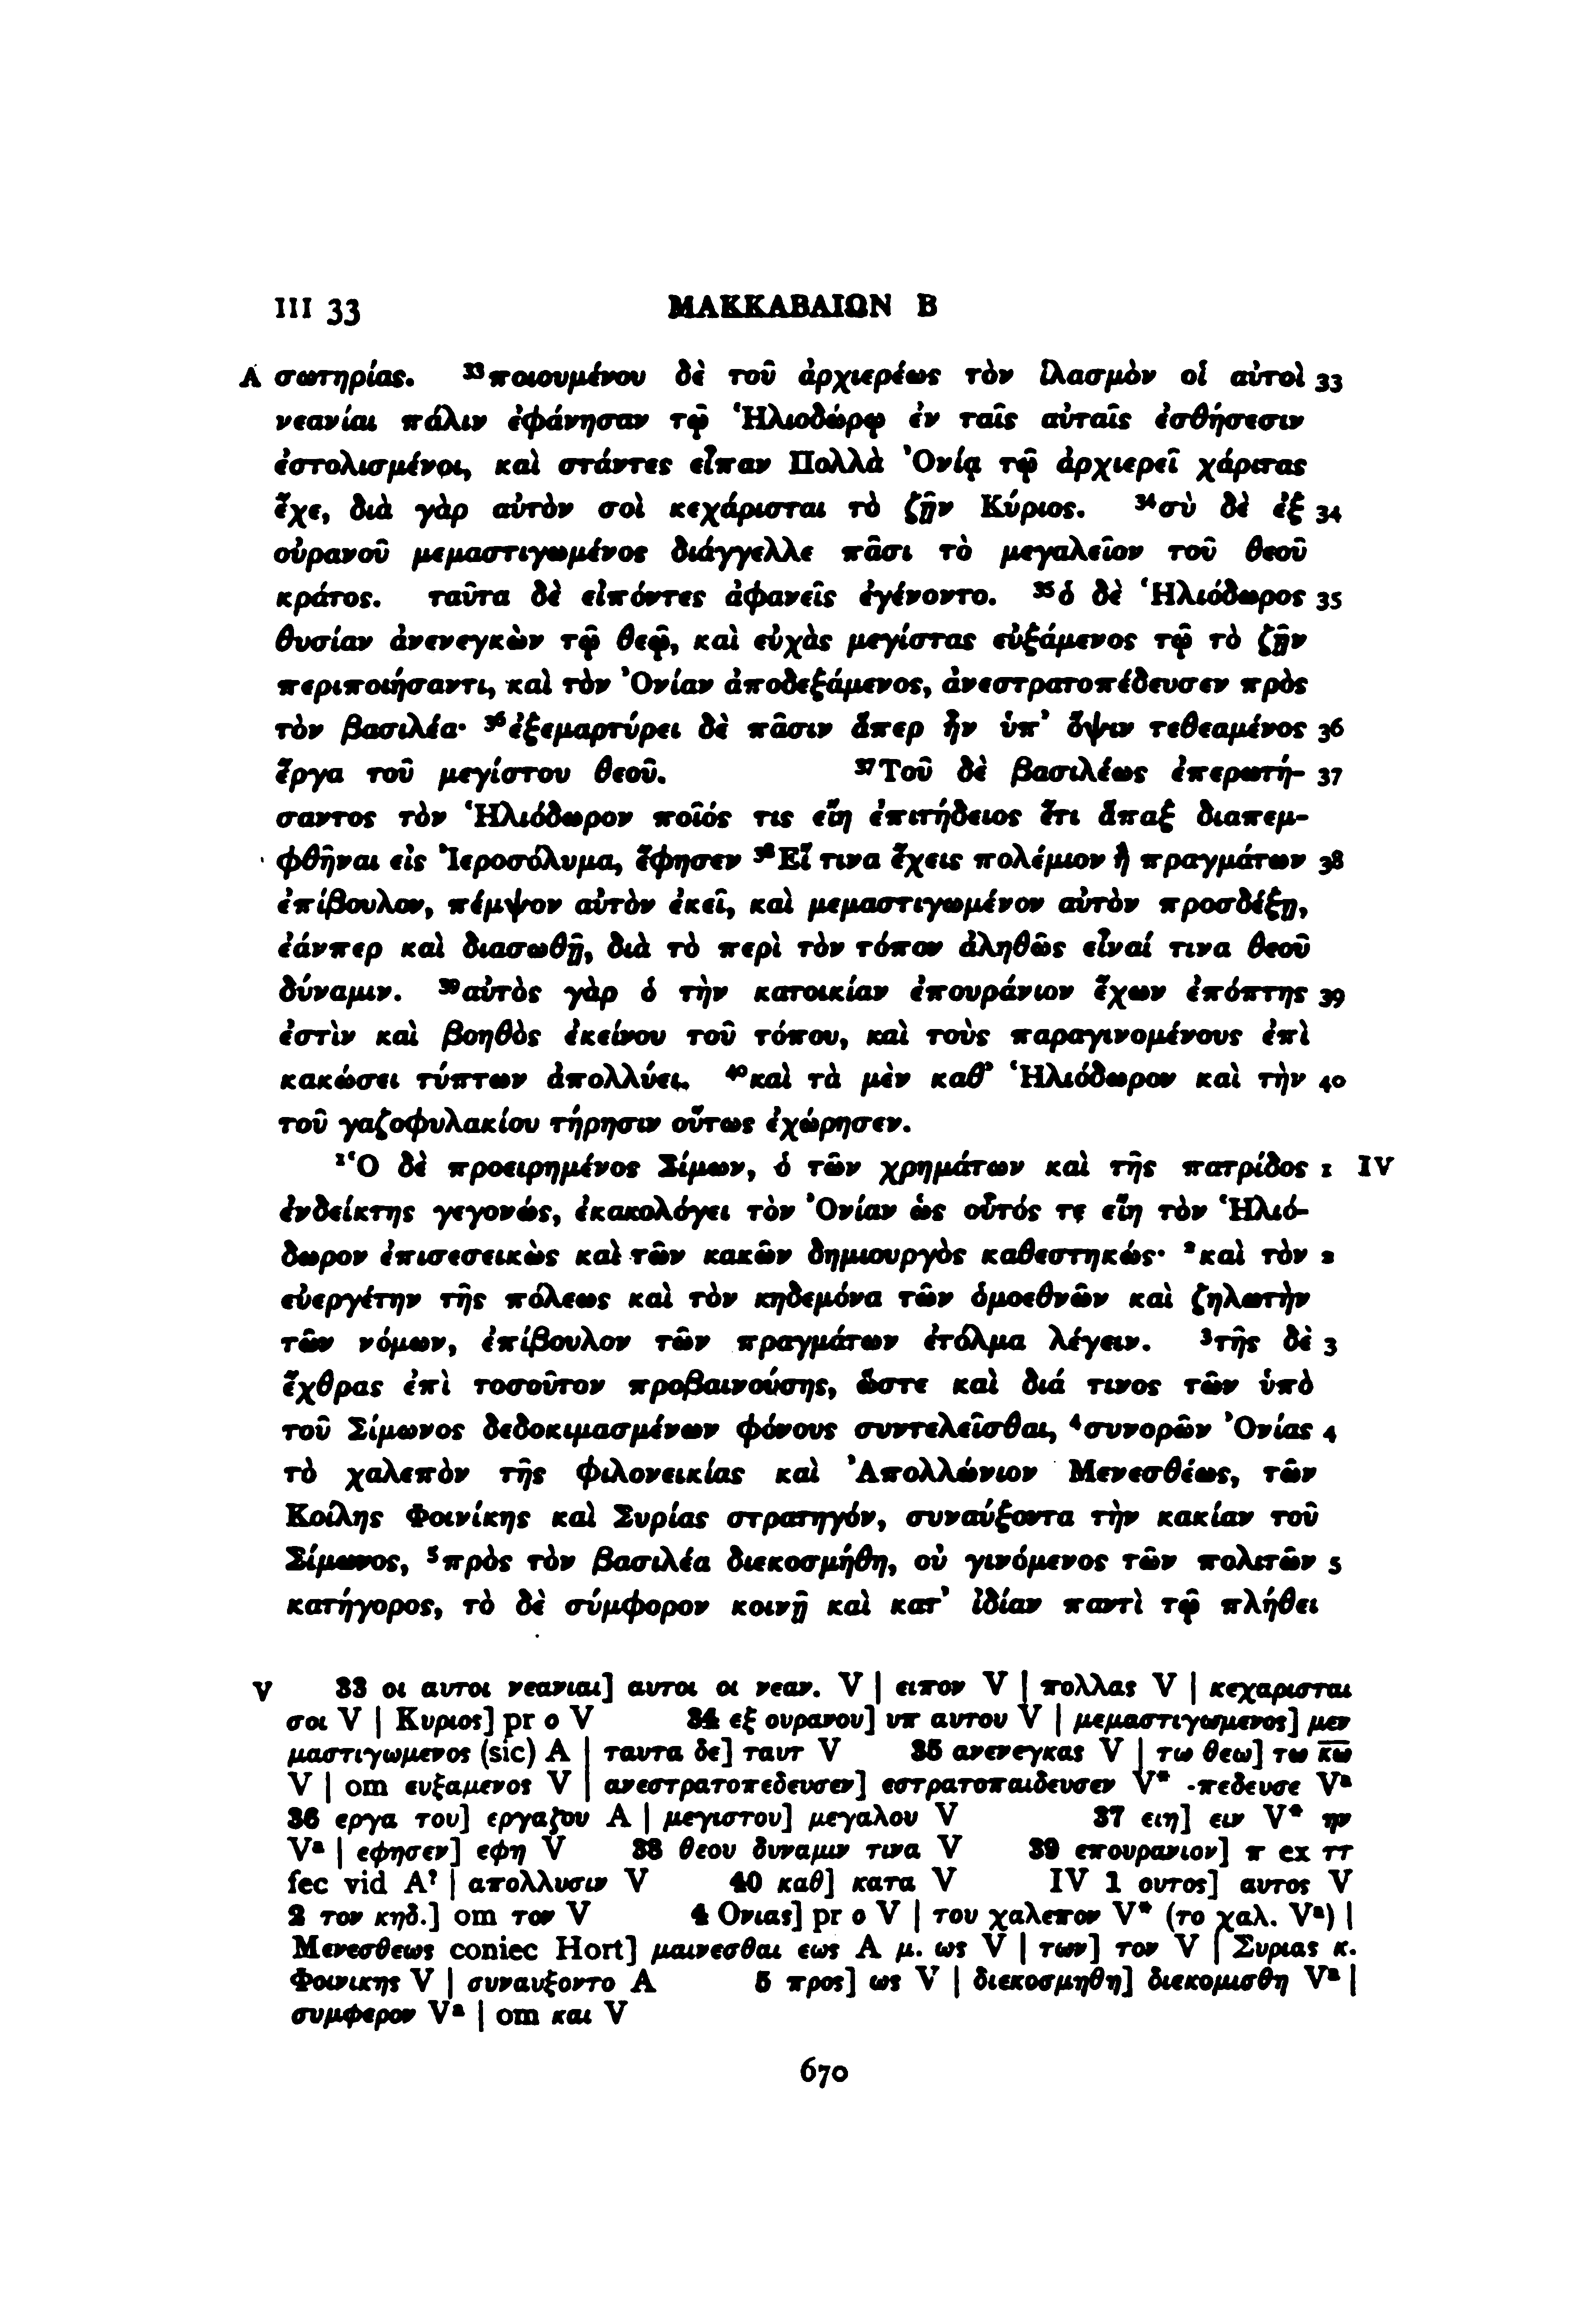 III 33 ΜΑΚΚΑΒΑΙΩΝ Β
A σωτηρίας. ³³ποιουμένου δὲ τοῦ ἀρχιερέως τὸν ἱλασμὸν οἱ αὐτοὶ 33
νεανίαι πάλιν ἐφάνησαν τῷ Ἡλιοδώρῳ ἐν ταῖς αὐταῖς ἐσθήσεσιν
ἐστολισμένοι, καὶ στάντες εἶπαν Πολλὰ Ὀνίᾳ τῷ ἀρχιερεῖ χάριτας
ἔχε, διὰ γὰρ αὐτὸν σοὶ κεχάρισται τὸ ζῇν Κύριος. ³⁴σὺ δὲ ἐξ 34
οὐρανοῦ μεμαστιγωμένος διάγγελλε πᾶσι τὸ μεγαλεῖον τοῦ θεοῦ
κράτος. ταῦτα δὲ εἰπόντες ἀφανεῖς ἐγένοντο. ³⁵ὁ δὲ Ἡλιόδωρος 35
θυσίαν ἀνενεγκὼν τῷ θεῷ, καὶ εὐχὰς μεγίστας εὐξάμενος τῷ τὸ ζῇν
περιποιήσαντι, καὶ τὸν Ὀνίαν ἀποδεξάμενος, ἀνεστρατοπέδευσεν πρὸς
τὸν βασιλέα· ³⁶ἐξεμαρτύρει δὲ πᾶσιν ἅπερ ἦν ὑπ’ ὄψιν τεθεαμένος 36
ἔργα τοῦ μεγίστου θεοῦ. ³⁷Τοῦ δὲ βασιλέως ἐπερωτή- 37
σαντος τὸν Ἡλιόδωρον ποῖός τις εἴη ἐπιτήδειος ἔτι ἅπαξ διαπεμ-
φθῆναι εἰς Ἰεροσόλυμα, ἔφησεν ³⁸Εἴ τινα ἔχεις πολέμιον ἢ πραγμάτων 38
ἐπίβουλον, πέμψον αὐτὸν ἐκεῖ, καὶ μεμαστιγωμένον αὐτὸν προσδέξῃ,
ἐάνπερ καὶ διασωθῇ, διὰ τὸ περὶ τὸν τόπον ἀληθῶς εἶναί τινα θεοῦ
δύναμιν. ³⁹αὐτὸς γὰρ ὁ τὴν κατοικίαν ἐπουράνιον ἔχων ἐπόπτης 39
ἐστὶν καὶ βοηθὸς ἐκείνου τοῦ τόπου, καὶ τοὺς παραγινομένους ἐπὶ
κακώσει τύπτων ἀπολλύει. ⁴⁰καὶ τὰ μὲν καθ’ Ἡλιόδωρον καὶ τὴν 40
τοῦ γαζοφυλακίου τήρησιν οὕτως ἐχώρησεν.
¹Ὁ δὲ προειρημένος Σίμων, ὁ τῶν χρημάτων καὶ τῆς πατρίδος 1 IV
ἐνδείκτης γεγονώς, ἐκακολόγει τὸν Ὀνίαν ὡς οὗτός τε εἴη τὸν Ἡλιό-
δωρον ἐπισεσεικὼς καὶ τῶν κακῶν δημιουργὸς καθεστηκώς· ²καὶ τὸν 2
εὐεργέτην τῆς πόλεως καὶ τὸν κηδεμόνα τῶν ὁμοεθνῶν καὶ ζηλωτὴν
τῶν νόμων, ἐπίβουλον τῶν πραγμάτων ἐτόλμα λέγειν. ³τῆς δὲ 3
ἔχθρας ἐπὶ τοσοῦτον προβαινούσης, ὥστε καὶ διά τινος τῶν ὑπὸ
τοῦ Σίμωνος δεδοκιμασμένων φόνους συντελεῖσθαι, ⁴συνορῶν Ὀνίας 4
τὸ χαλεπὸν τῆς φιλονεικίας καὶ Ἀπολλώνιον Μενεσθέως, τῶν
Κοίλης Φοινίκης καὶ Συρίας στρατηγόν, συναύξοντα τὴν κακίαν τοῦ
Σίμωνος, ⁵πρὸς τὸν βασιλέα διεκοσμήθη, οὐ γινόμενος τῶν πολιτῶν 5
κατήγορος, τὸ δὲ σύμφορον κοινῇ καὶ κατ’ ἰδίαν παντὶ τῷ πλήθει
V 33 οι αυτοι νεανιαι] αυτοι οι νεαν. V | ειπον V | πολλας V | κεχαρισται
σοι V | Κυριος] pr ο V 34 εξ ουρανου] υπ αυτου V | μεμαστιγωμενος] μεν
μαστιγωμενος (sic) A | ταυτα δε] ταυτ V 35 ανενεγκας V | τω θεω] τω κ̅ω̅
V | om ευξαμενος V | ανεστρατοπεδευσεν] εστρατοπαιδευσεν V* -πεδευσε Vᵃ
36 εργα του] εργαζου A | μεγιστου] μεγαλου V 37 ειη] ειν V* ην
Vᵃ | εφησεν] εφη V 38 θεου δυναμιν τινα V 39 επουρανιον] π ex ττ
fec vid A? | απολλυσιν V 40 καθ] κατα V IV 1 ουτος] αυτος V
2 τον κηδ.] om τον V 4 Ονιας] pr ο V | του χαλεπον V* (το χαλ. Vᵃ) |
Μενεσθεως coniec Hort] μαινεσθαι εως A μ. ως V | των] τον V | Συριας κ.
Φοινικης V | συναυξοντο A 5 προς] ως V | διεκοσμηθη] διεκομισθη Vᵃ |
συμφερον Vᵃ | om και V
670